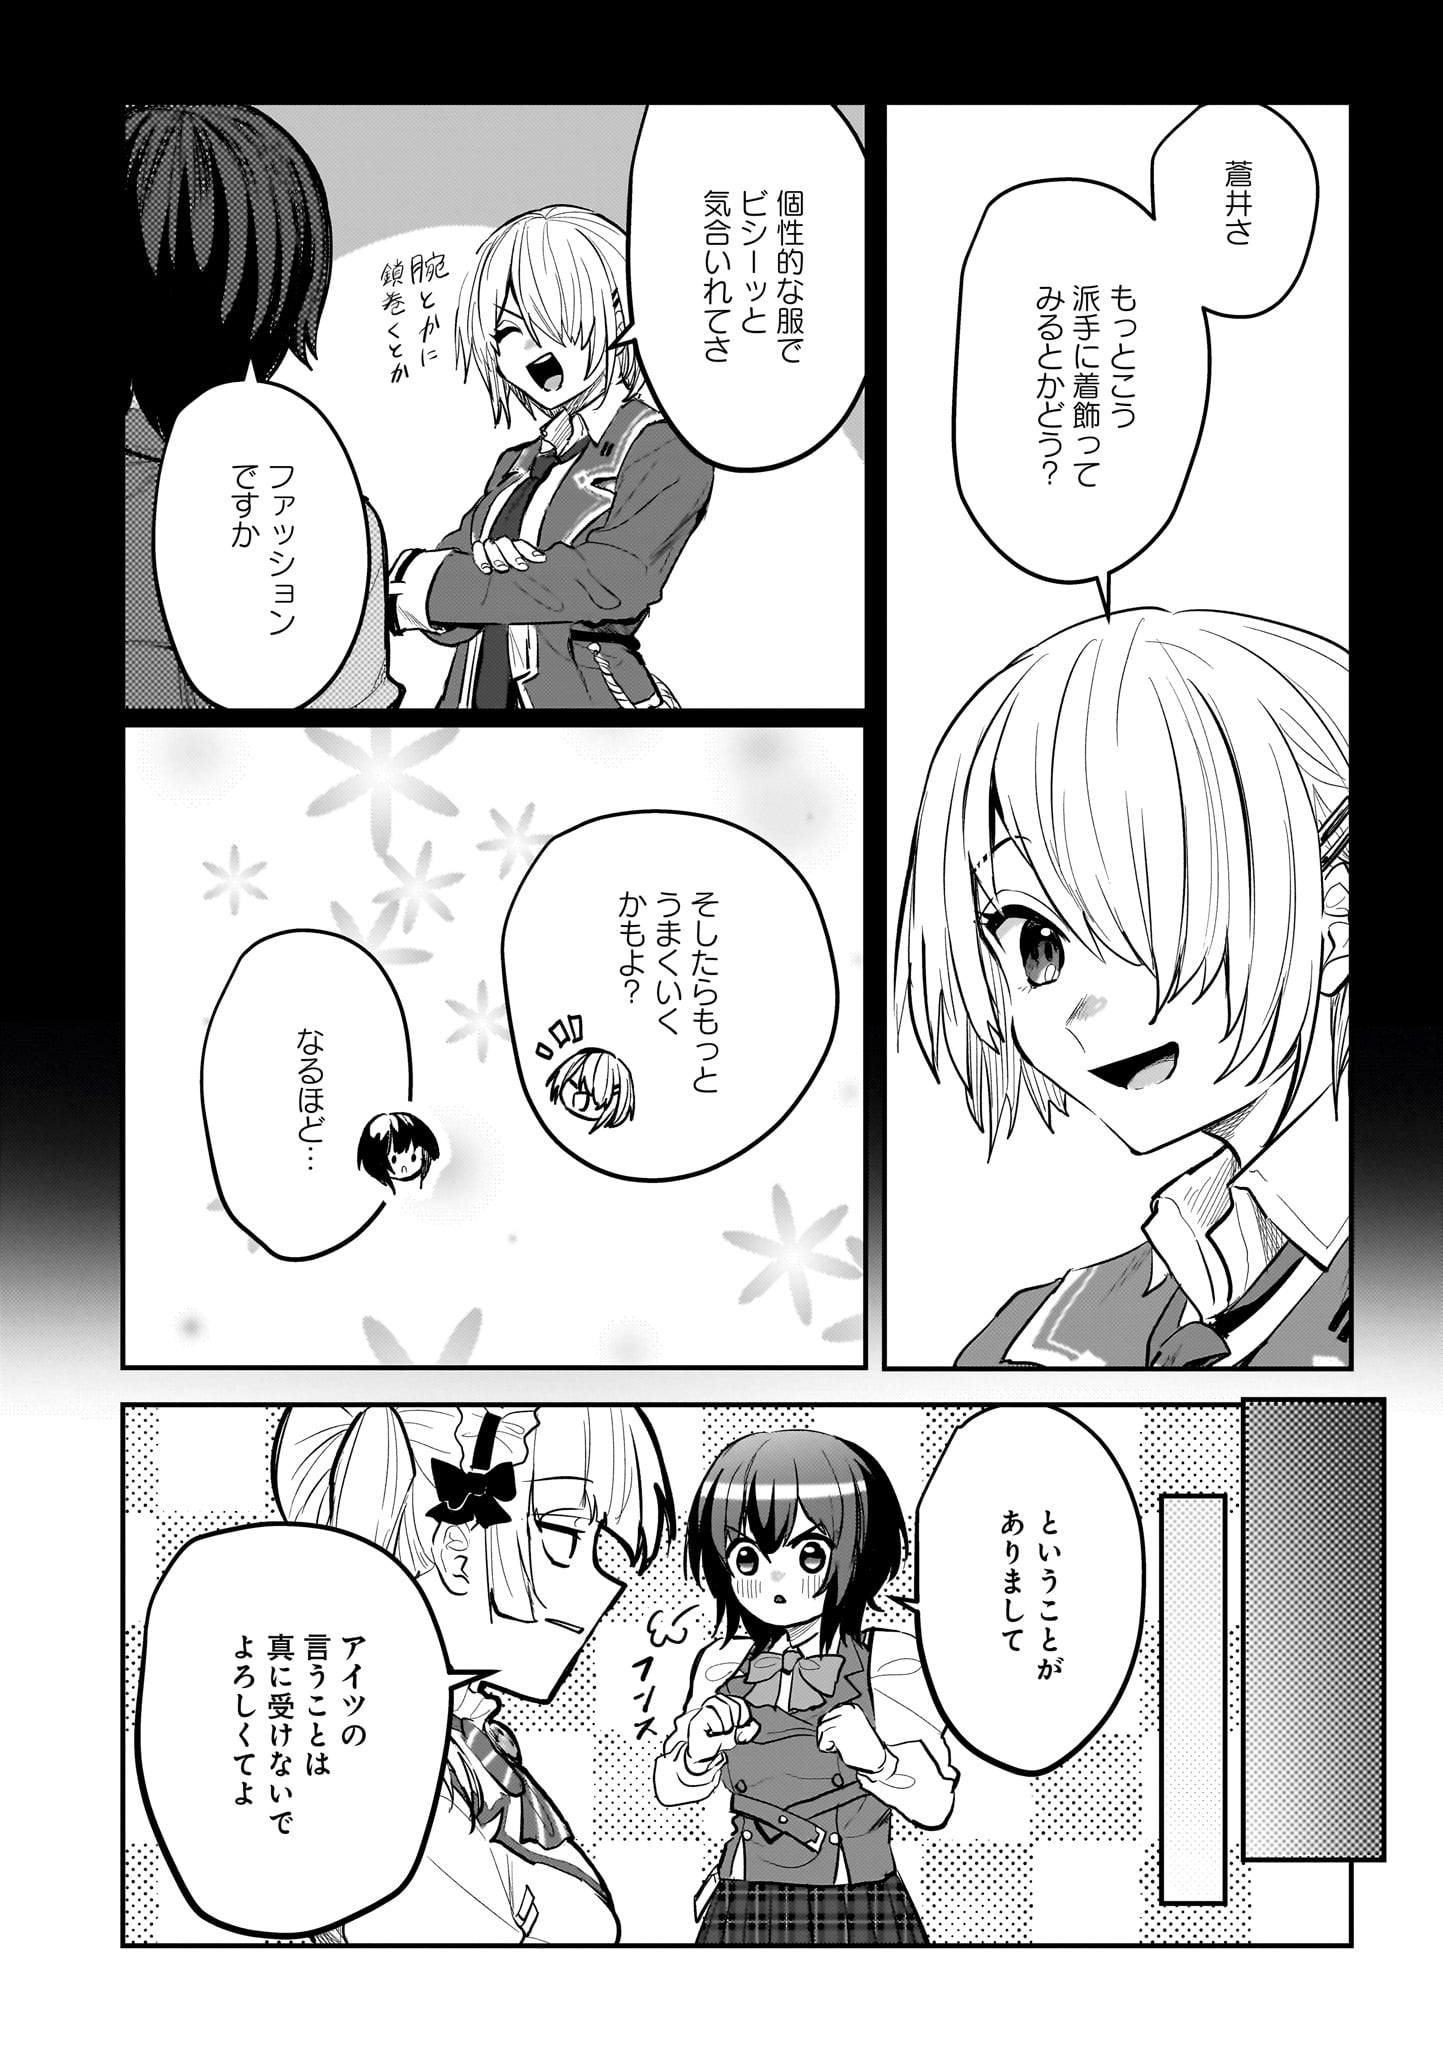 蒼井さ
もっとこう
派手に着飾って
みるとかどう？
個性的な服で
ビシーッと
気合いれてさ
腕とかに
鎖巻くとか
ファッション
ですか
そしたらもっと
うまくいく
かもよ？
なるほど…
ということが
ありまして
フンス
アイツの
言うことは
真に受けないで
よろしくてよ